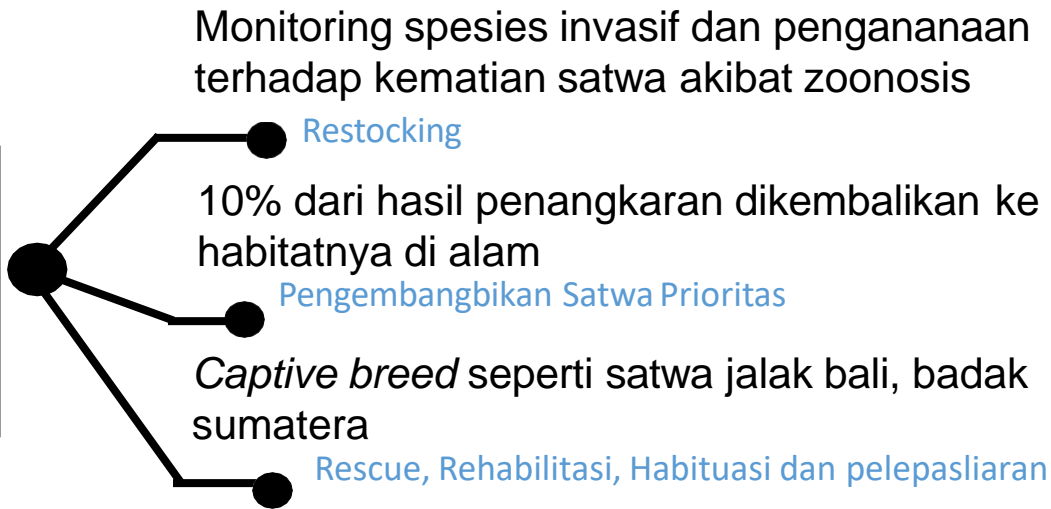 Monitoring spesies invasif dan pengananaan
terhadap kematian satwa akibat zoonosis
Restocking
10% dari hasil penangkaran dikembalikan ke
habitatnya di alam
Pengembangbikan Satwa Prioritas
Captive breed seperti satwa jalak bali, badak
sumatera
Rescue, Rehabilitasi, Habituasi dan pelepasliaran